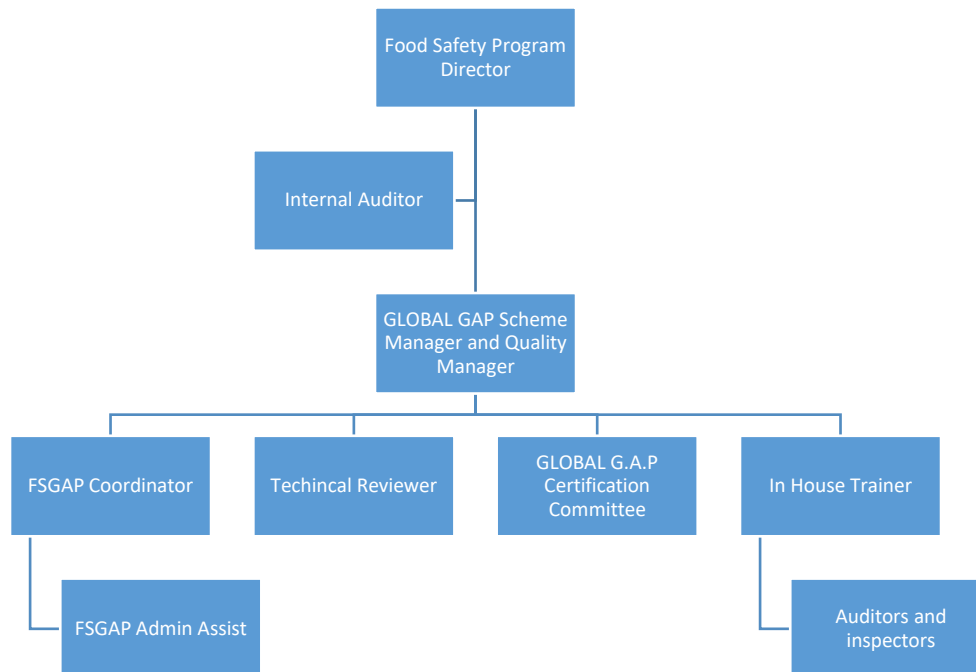 Food Safety Program
Director
Internal Auditor
GLOBAL GAP Scheme
Manager and Quality
Manager
FSGAP Coordinator
Techincal Reviewer
GLOBAL G.A.P
Certification
Committee
In House Trainer
FSGAP Admin Assist
Auditors and
inspectors